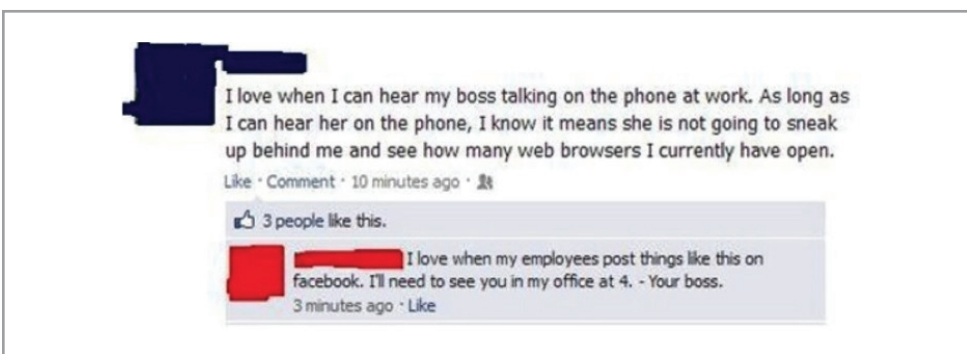 I love when I can hear my boss talking on the phone at work. As long as
I can hear her on the phone, I know it means she is not going to sneak
up behind me and see how many web browsers I currently have open.
Like · Comment · 10 minutes ago ·
3 people like this.
I love when my employees post things like this on
facebook. I'll need to see you in my office at 4. - Your boss.
3 minutes ago · Like